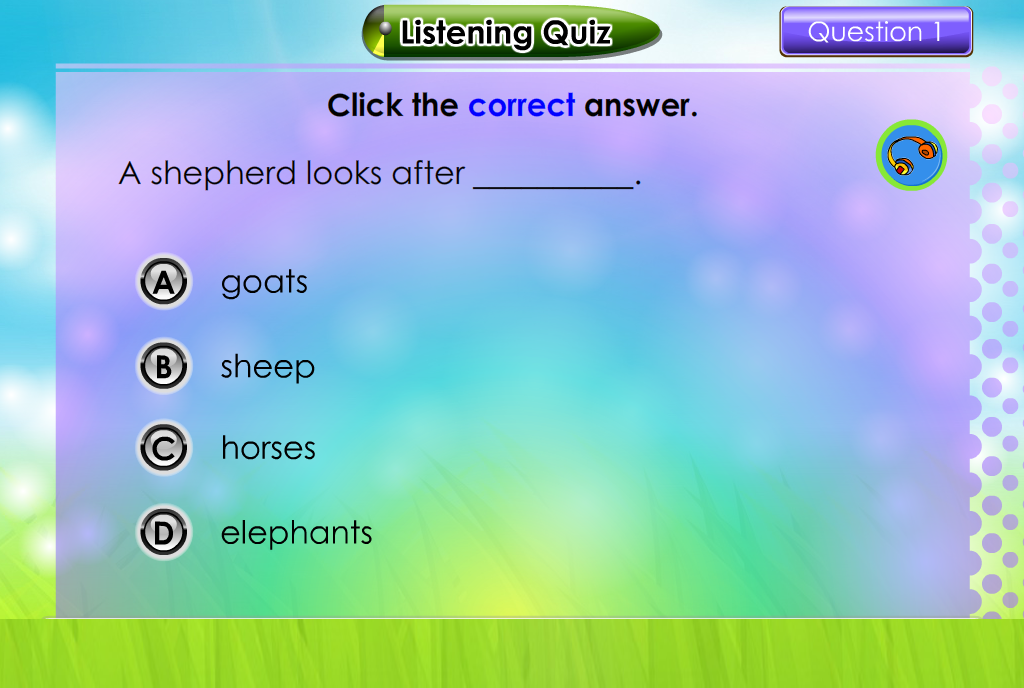 Listening Quiz
Question 1
Click the correct answer.
A shepherd looks after __________.
A goats
B sheep
C horses
D elephants